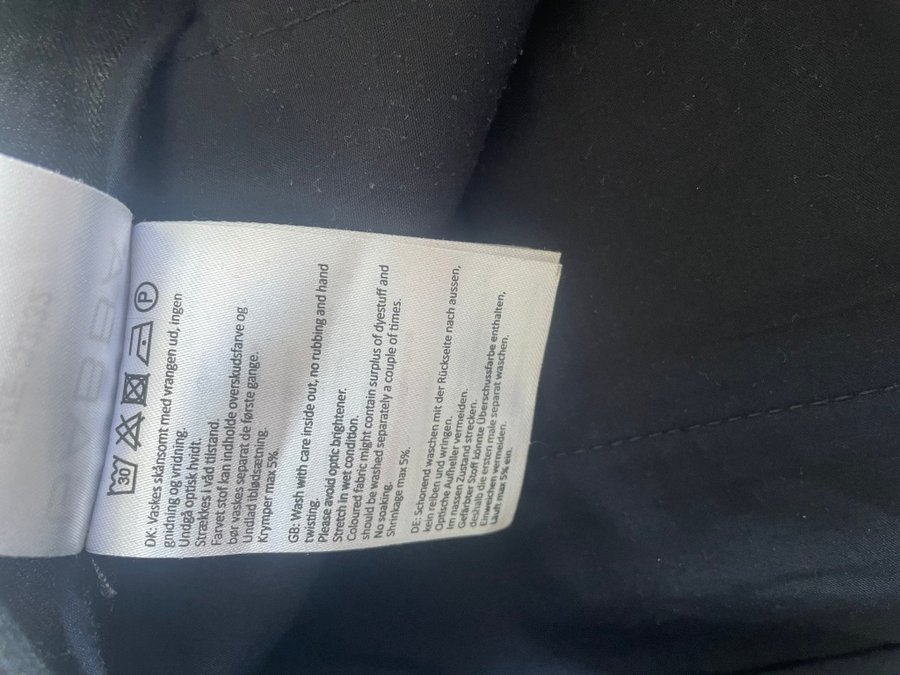 30 P
DK: Vaskes skånsomt med vrangen ud, ingen
gnidning og vridning.
Undgå optisk hvidt.
Strækkes i våd tilstand.
Farvet stof kan indholde overskudsfarve og
bør vaskes separat de første gange.
Undlad iblødsætning.
Krymper max 5%.
GB: Wash with care inside out, no rubbing and hand
twisting.
Please avoid optic brightener.
Stretch in wet condition.
Coloured fabric might contain surplus of dyestuff and
should be washed separately a couple of times.
No soaking.
Shrinkage max 5%.
DE: Schonend waschen mit der Rückseite nach aussen,
kein reiben und wringen.
Optische Aufheller vermeiden.
Im nassen Zustand strecken.
Gefärbter Stoff könnte Überschussfarbe enthalten,
deshalb die ersten male separat waschen.
Einweichen vermeiden.
Läuft max 5% ein.